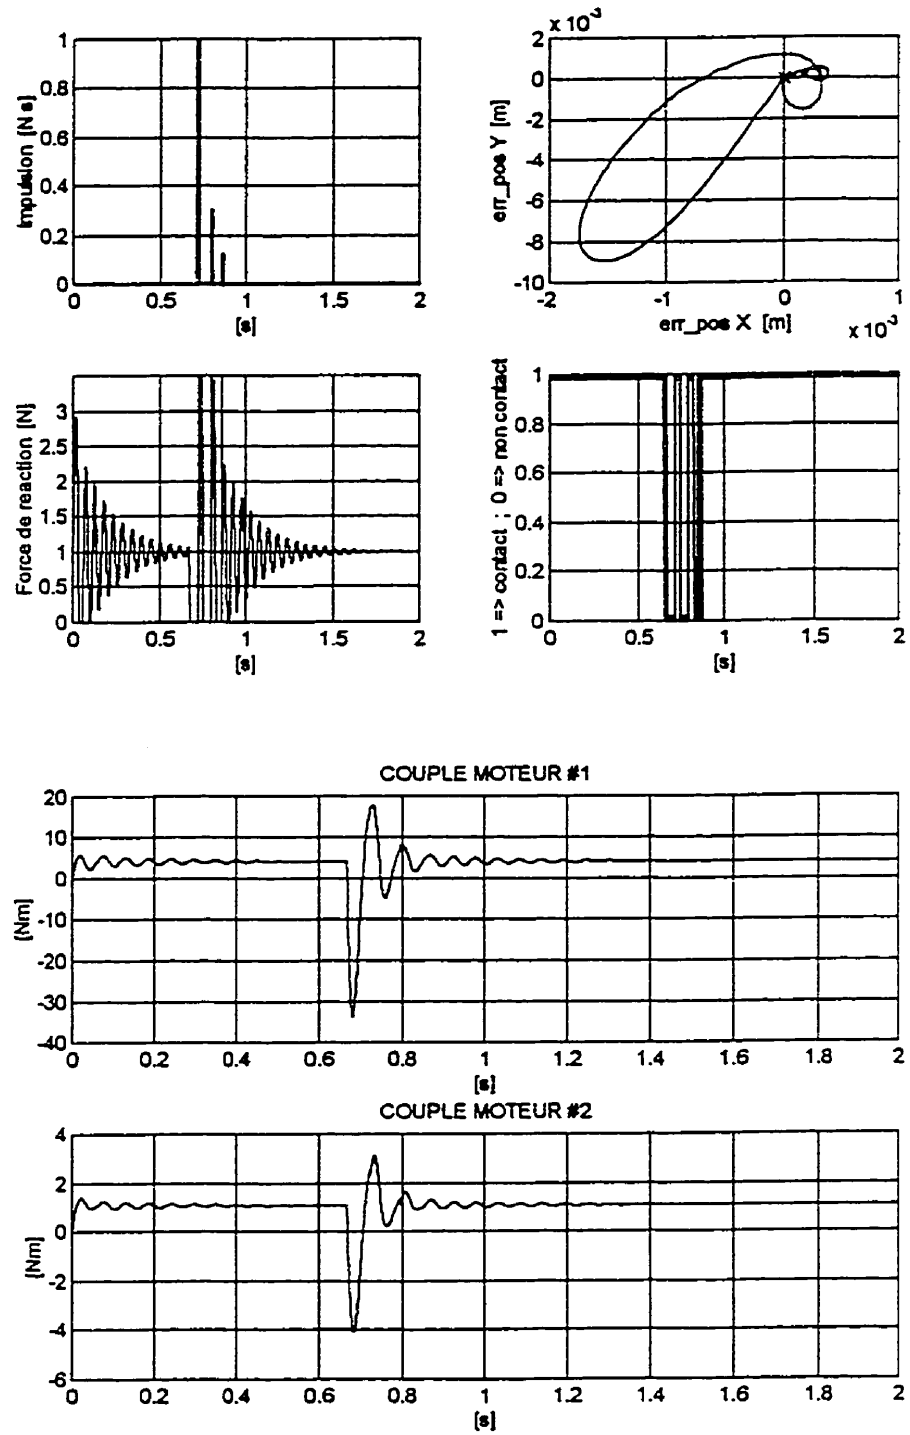 Impulsion [N s]
1
0.8
0.6
0.4
0.2
0
0 0.5 1 1.5 2
[s]
x 10⁻³
err_pos Y [m]
2
0
-2
-4
-6
-8
-10
-2 -1 0 1
err_pos X [m]
x 10⁻³
Force de reaction [N]
3
2.5
2
1.5
1
0.5
0
0 0.5 1 1.5 2
[s]
1 => contact ; 0 => non contact
1
0.8
0.6
0.4
0.2
0
0 0.5 1 1.5 2
[s]
COUPLE MOTEUR #1
[Nm]
20
10
0
-10
-20
-30
-40
0 0.2 0.4 0.6 0.8 1 1.2 1.4 1.6 1.8 2
[s]
COUPLE MOTEUR #2
[Nm]
4
2
0
-2
-4
-6
0 0.2 0.4 0.6 0.8 1 1.2 1.4 1.6 1.8 2
[s]